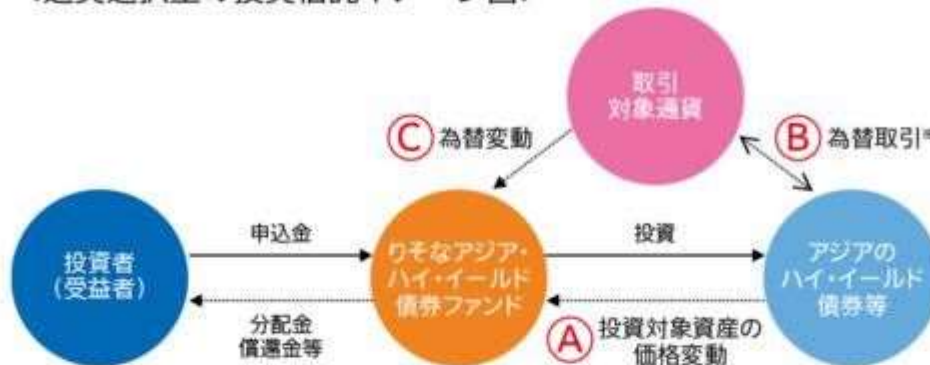 取引
対象通貨
Ⓒ 為替変動
Ⓑ 為替取引※
申込金
投資
投資者
(受益者)
りそなアジア・
ハイ・イールド
債券ファンド
アジアの
ハイ・イールド
債券等
分配金
償還金等
Ⓐ 投資対象資産の
価格変動